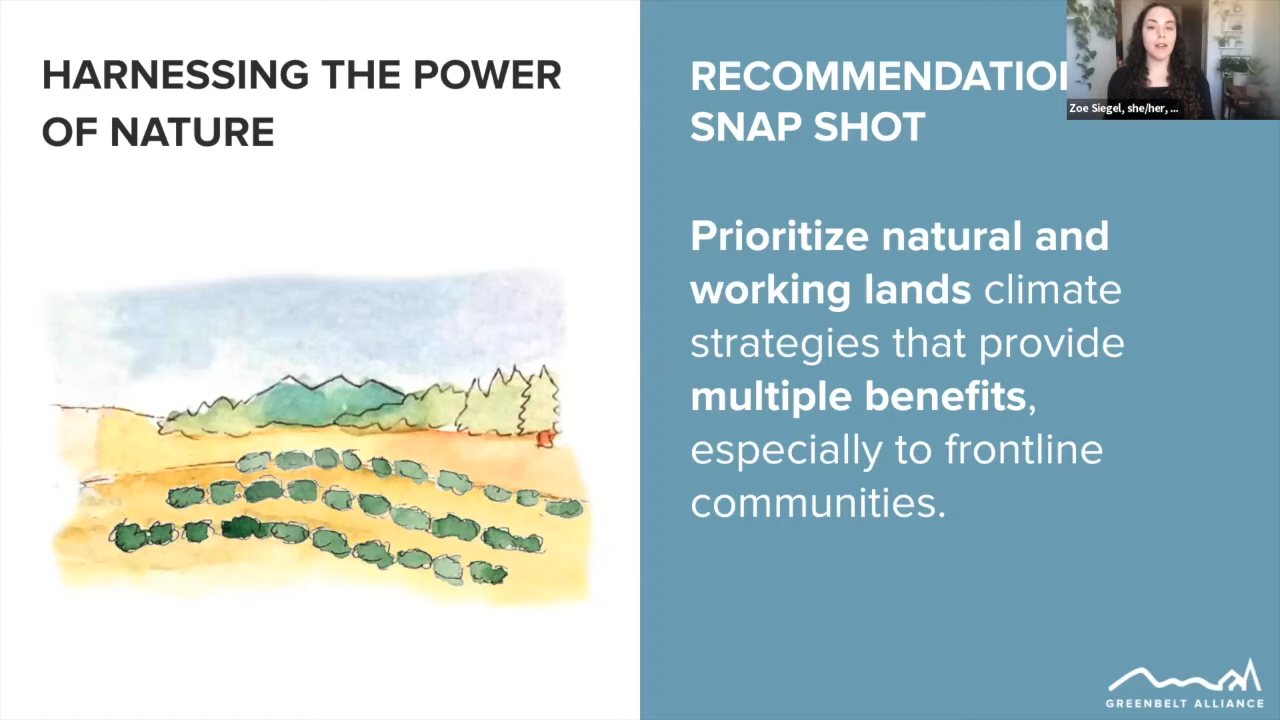 HARNESSING THE POWER
OF NATURE
RECOMMENDATIO
SNAP SHOT
Prioritize natural and
working lands climate
strategies that provide
multiple benefits,
especially to frontline
communities.
Zoe Siegel, she/her, ...
GREENBELT ALLIANCE